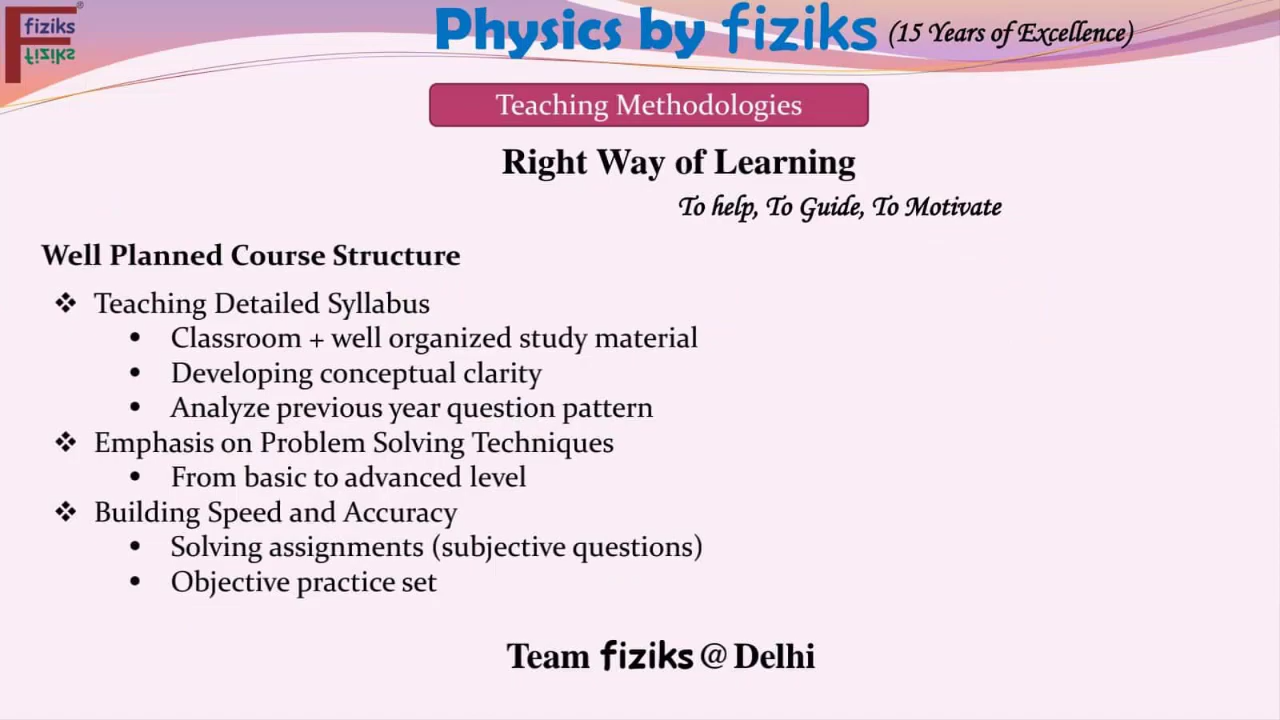 fiziks
fiziks
Physics by fiziks (15 Years of Excellence)
Teaching Methodologies
Right Way of Learning
To help, To Guide, To Motivate
Well Planned Course Structure
❖ Teaching Detailed Syllabus
• Classroom + well organized study material
• Developing conceptual clarity
• Analyze previous year question pattern
❖ Emphasis on Problem Solving Techniques
• From basic to advanced level
❖ Building Speed and Accuracy
• Solving assignments (subjective questions)
• Objective practice set
Team fiziks @ Delhi